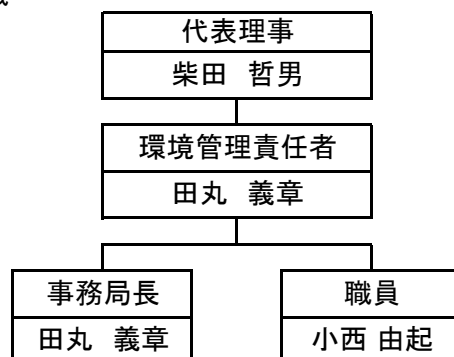 代表理事
柴田 哲男
環境管理責任者
田丸 義章
事務局長
職員
田丸 義章
小西 由起